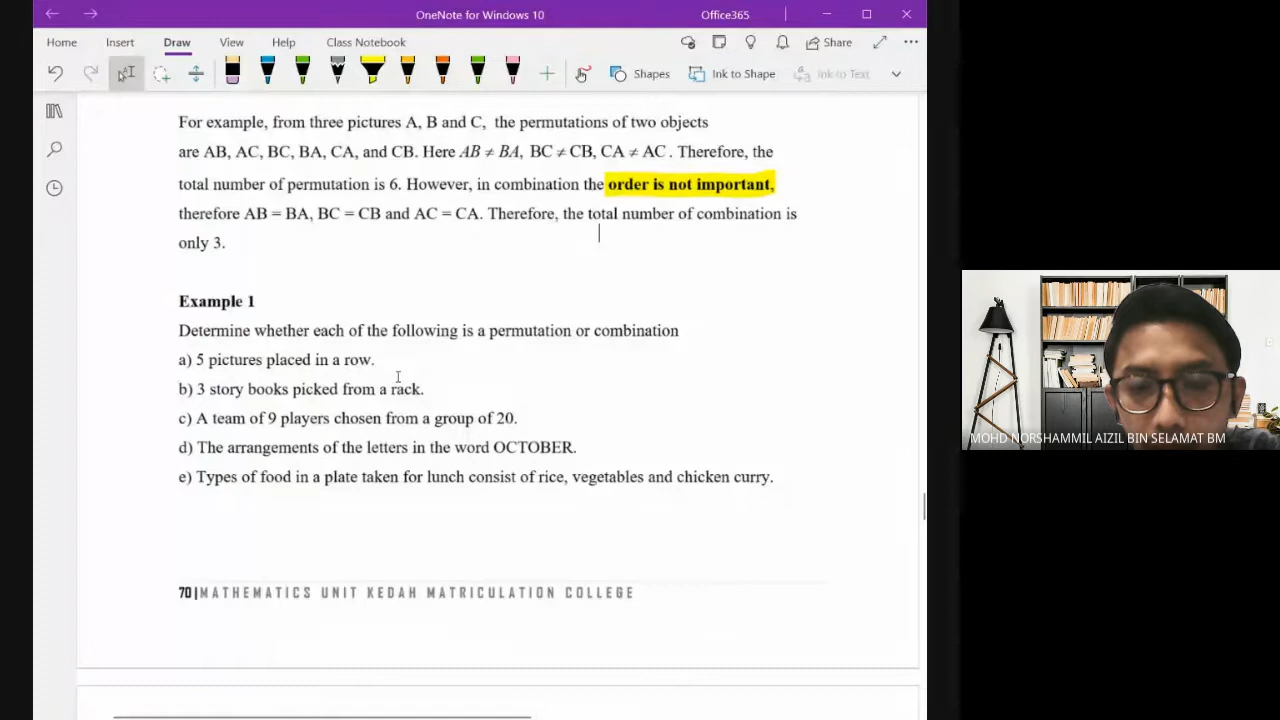 OneNote for Windows 10
Office365
Home Insert Draw View Help Class Notebook Share
Shapes Ink to Shape Ink to Text
For example, from three pictures A, B and C, the permutations of two objects
are AB, AC, BC, BA, CA, and CB. Here AB ≠ BA, BC ≠ CB, CA ≠ AC. Therefore, the
total number of permutation is 6. However, in combination the order is not important,
therefore AB = BA, BC = CB and AC = CA. Therefore, the total number of combination is
only 3.
Example 1
Determine whether each of the following is a permutation or combination
a) 5 pictures placed in a row.
b) 3 story books picked from a rack.
c) A team of 9 players chosen from a group of 20.
d) The arrangements of the letters in the word OCTOBER.
e) Types of food in a plate taken for lunch consist of rice, vegetables and chicken curry.
70|MATHEMATICS UNIT KEDAH MATRICULATION COLLEGE
MOHD NORSHAMMIL AIZIL BIN SELAMAT BM